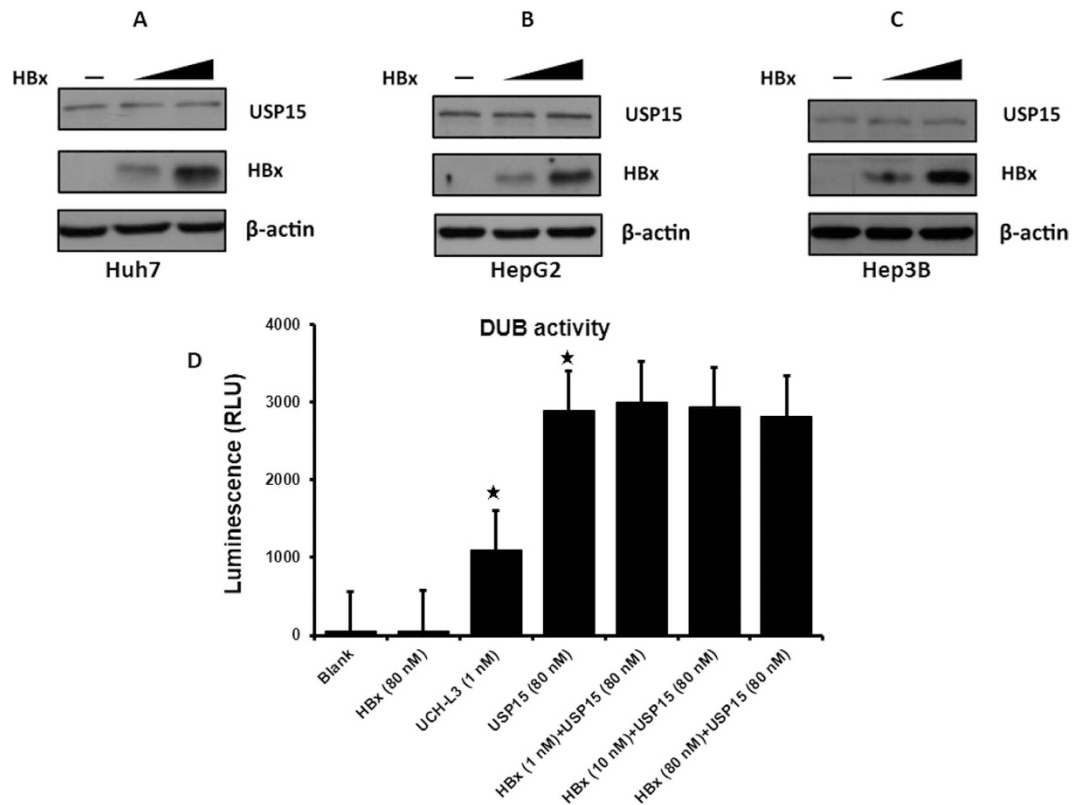 A
B
C
HBx –
HBx –
HBx –
USP15
USP15
USP15
HBx
HBx
HBx
β-actin
β-actin
β-actin
Huh7
HepG2
Hep3B
D
DUB activity
Luminescence (RLU)
4000
3000
2000
1000
0
Blank
HBx (80 nM)
UCH-L3 (1 nM)
USP15 (80 nM)
HBx (1 nM)+USP15 (80 nM)
HBx (10 nM)+USP15 (80 nM)
HBx (80 nM)+USP15 (80 nM)